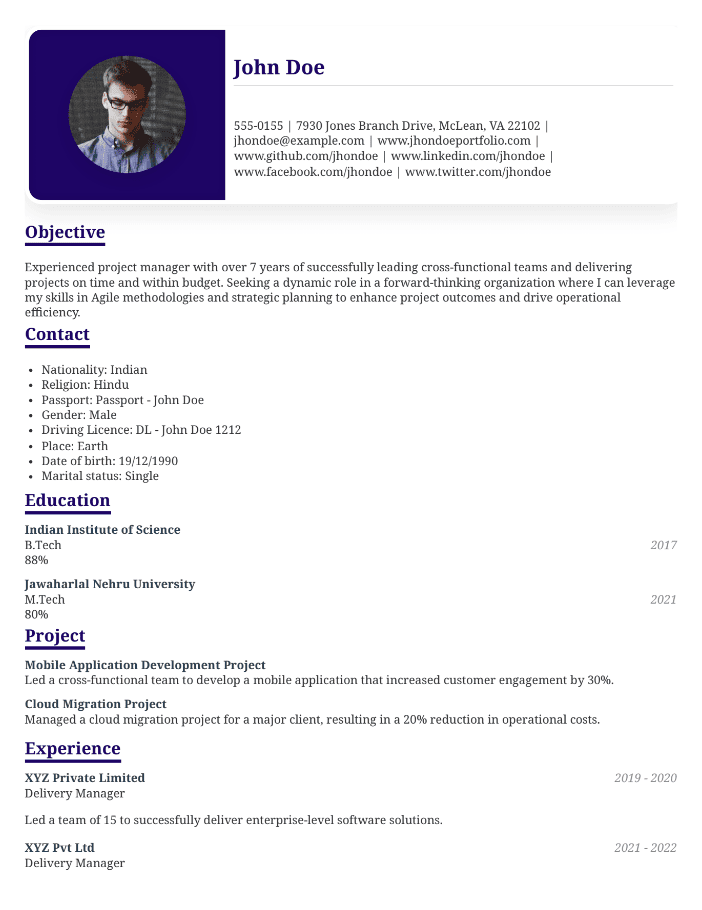 John Doe
555-0155 | 7930 Jones Branch Drive, McLean, VA 22102 |
jhondoe@example.com | www.jhondoeportfolio.com |
www.github.com/jhondoe | www.linkedin.com/jhondoe |
www.facebook.com/jhondoe | www.twitter.com/jhondoe
Objective
Experienced project manager with over 7 years of successfully leading cross-functional teams and delivering
projects on time and within budget. Seeking a dynamic role in a forward-thinking organization where I can leverage
my skills in Agile methodologies and strategic planning to enhance project outcomes and drive operational
efficiency.
Contact
• Nationality: Indian
• Religion: Hindu
• Passport: Passport - John Doe
• Gender: Male
• Driving Licence: DL - John Doe 1212
• Place: Earth
• Date of birth: 19/12/1990
• Marital status: Single
Education
Indian Institute of Science
B.Tech 2017
88%
Jawaharlal Nehru University
M.Tech 2021
80%
Project
Mobile Application Development Project
Led a cross-functional team to develop a mobile application that increased customer engagement by 30%.
Cloud Migration Project
Managed a cloud migration project for a major client, resulting in a 20% reduction in operational costs.
Experience
XYZ Private Limited 2019 - 2020
Delivery Manager
Led a team of 15 to successfully deliver enterprise-level software solutions.
XYZ Pvt Ltd 2021 - 2022
Delivery Manager